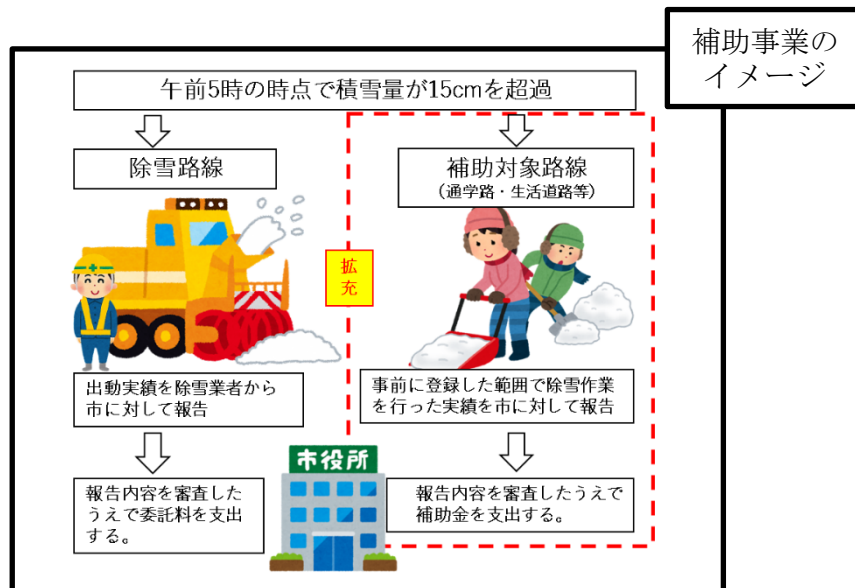 補助事業の
イメージ
午前5時の時点で積雪量が15cmを超過
除雪路線
補助対象路線
(通学路・生活道路等)
拡
充
出動実績を除雪業者から
市に対して報告
事前に登録した範囲で除雪作業
を行った実績を市に対して報告
市役所
報告内容を審査した
うえで委託料を支出
する。
報告内容を審査したうえで
補助金を支出する。